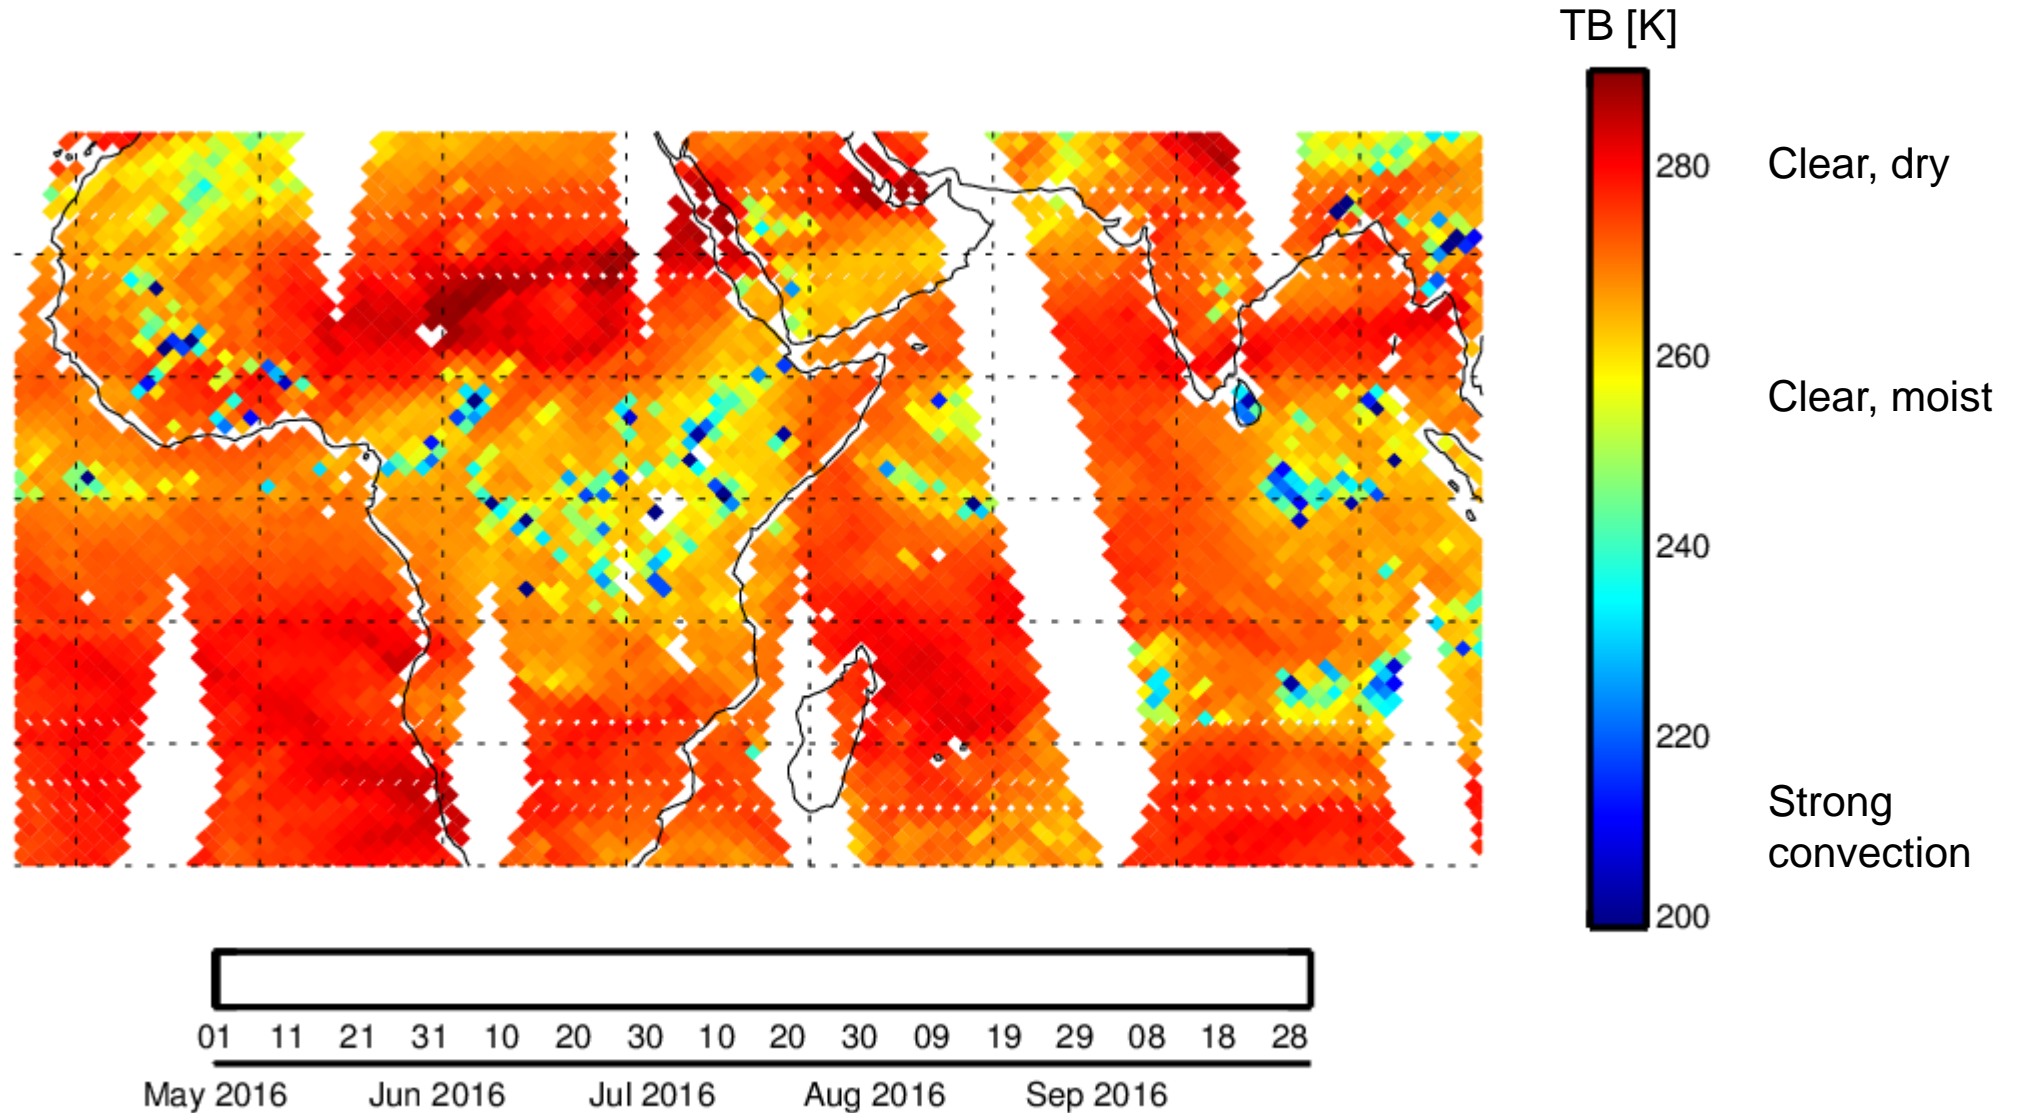 TB [K]
280
Clear, dry
260
Clear, moist
240
220
Strong
convection
200
01 11 21 31 10 20 30 10 20 30 09 19 29 08 18 28
May 2016 Jun 2016 Jul 2016 Aug 2016 Sep 2016